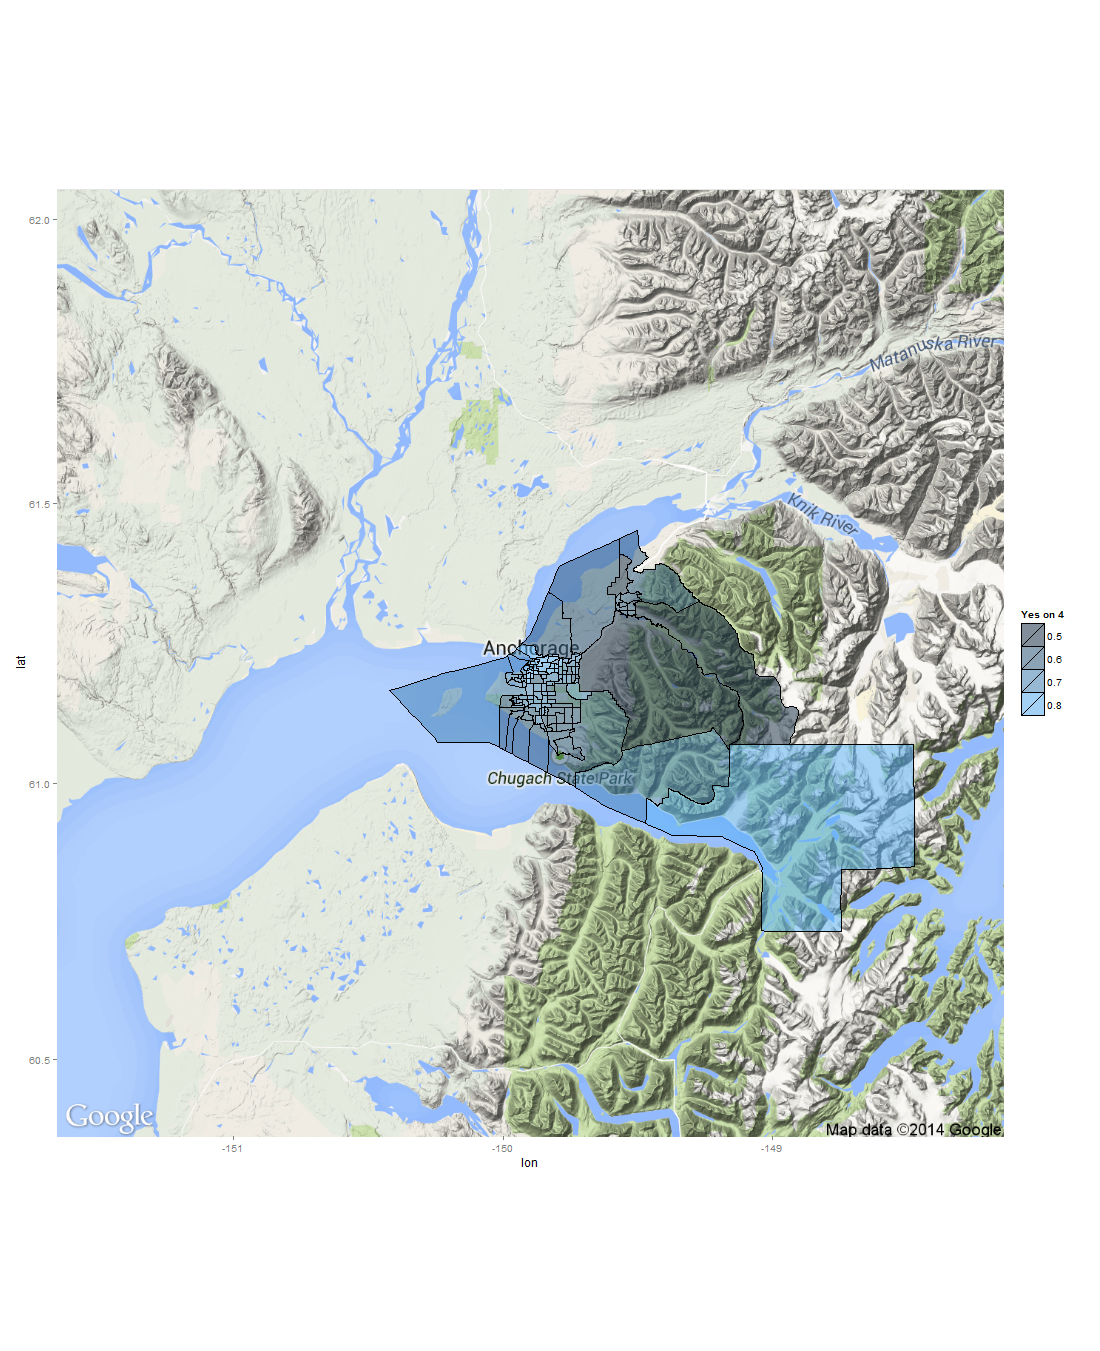 62.0
Matanuska River
61.5
Knik River
Yes on 4
0.5
0.6
0.7
0.8
Anchorage
lat
61.0
Chugach State Park
60.5
Google
Map data ©2014 Google
-151
-150
-149
lon